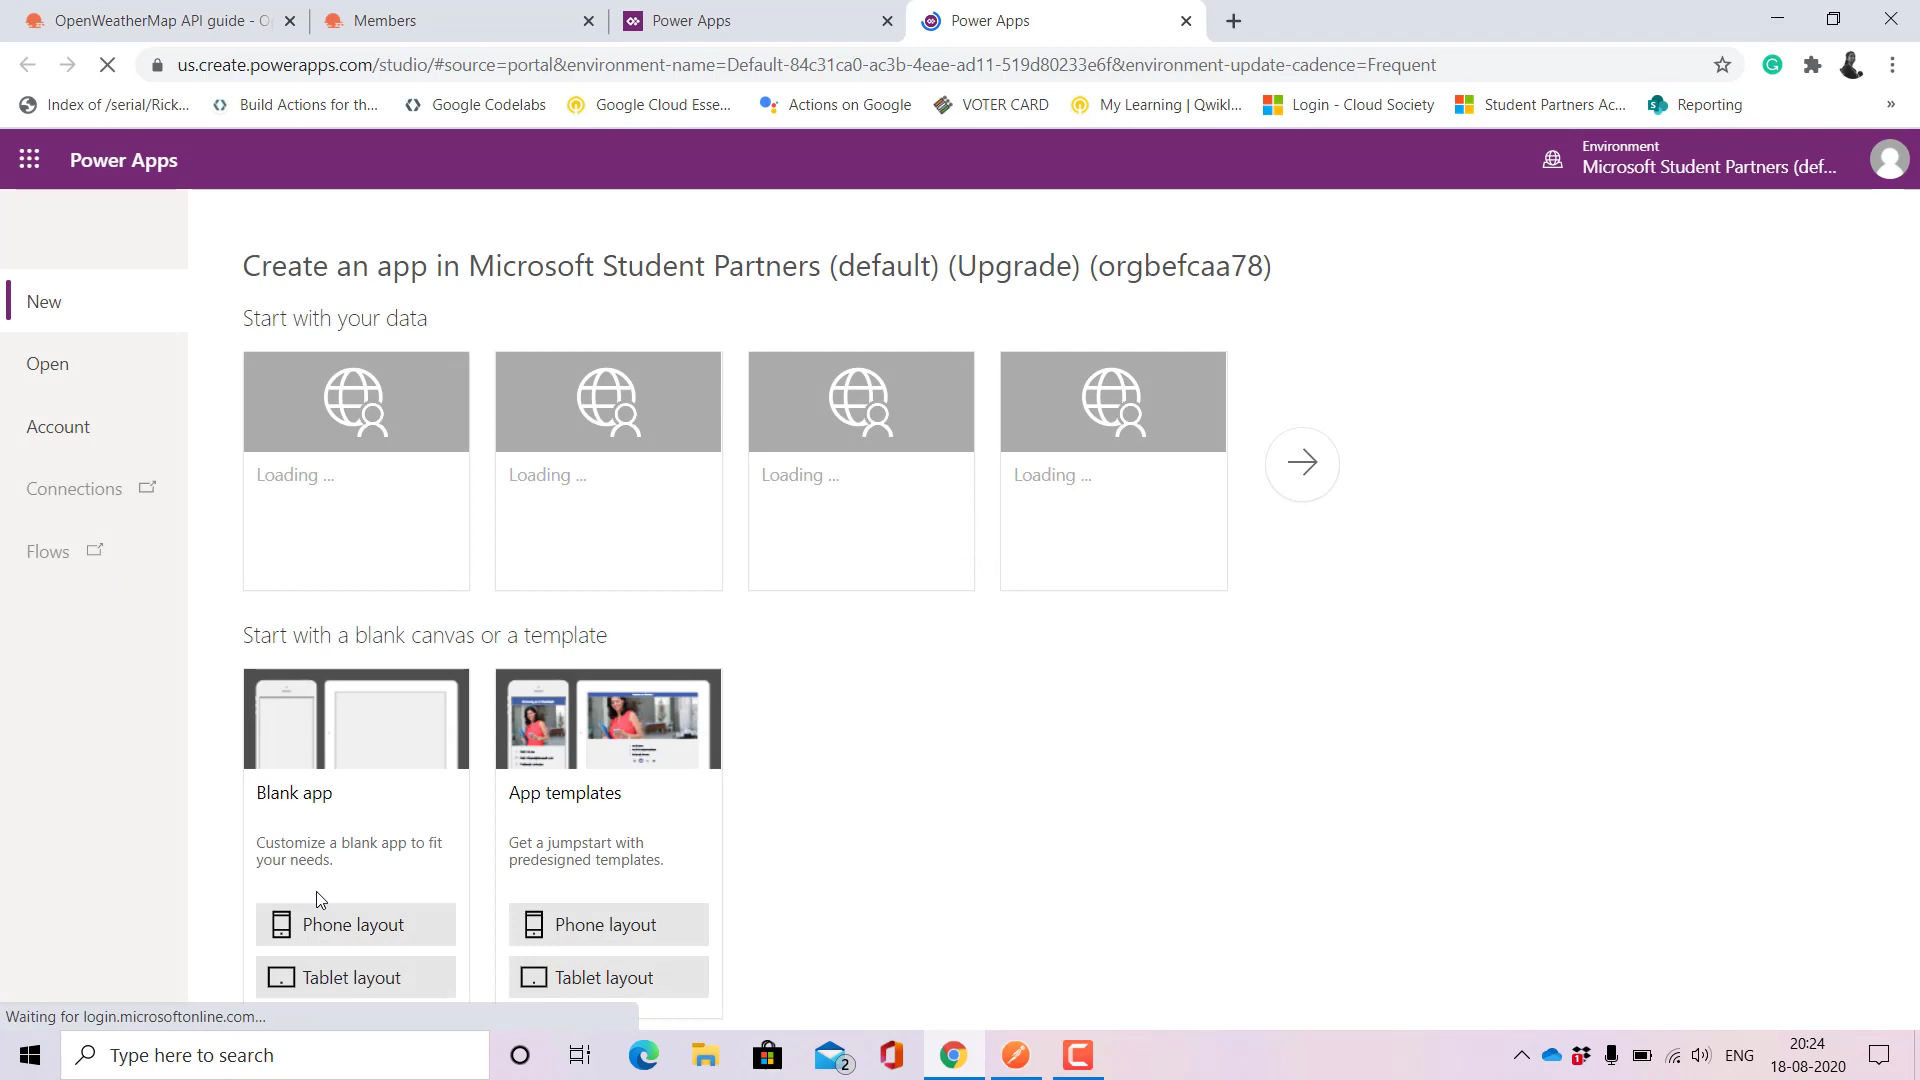 OpenWeatherMap API guide - Op
Members
Power Apps
Power Apps
us.create.powerapps.com/studio/#source=portal&environment-name=Default-84c31ca0-ac3b-4eae-ad11-519d80233e6f&environment-update-cadence=Frequent
Index of /serial/Rick...
Build Actions for th...
Google Codelabs
Google Cloud Esse...
Actions on Google
VOTER CARD
My Learning | Qwikl...
Login - Cloud Society
Student Partners Ac...
Reporting
»
Power Apps
Environment
Microsoft Student Partners (def...
Create an app in Microsoft Student Partners (default) (Upgrade) (orgbefcaa78)
New
Start with your data
Open
Account
Connections
Flows
Loading ...
Loading ...
Loading ...
Loading ...
Start with a blank canvas or a template
Blank app
Customize a blank app to fit
your needs.
Phone layout
Tablet layout
App templates
Get a jumpstart with
predesigned templates.
Phone layout
Tablet layout
Waiting for login.microsoftonline.com...
Type here to search
2
1
ENG
20:24
18-08-2020